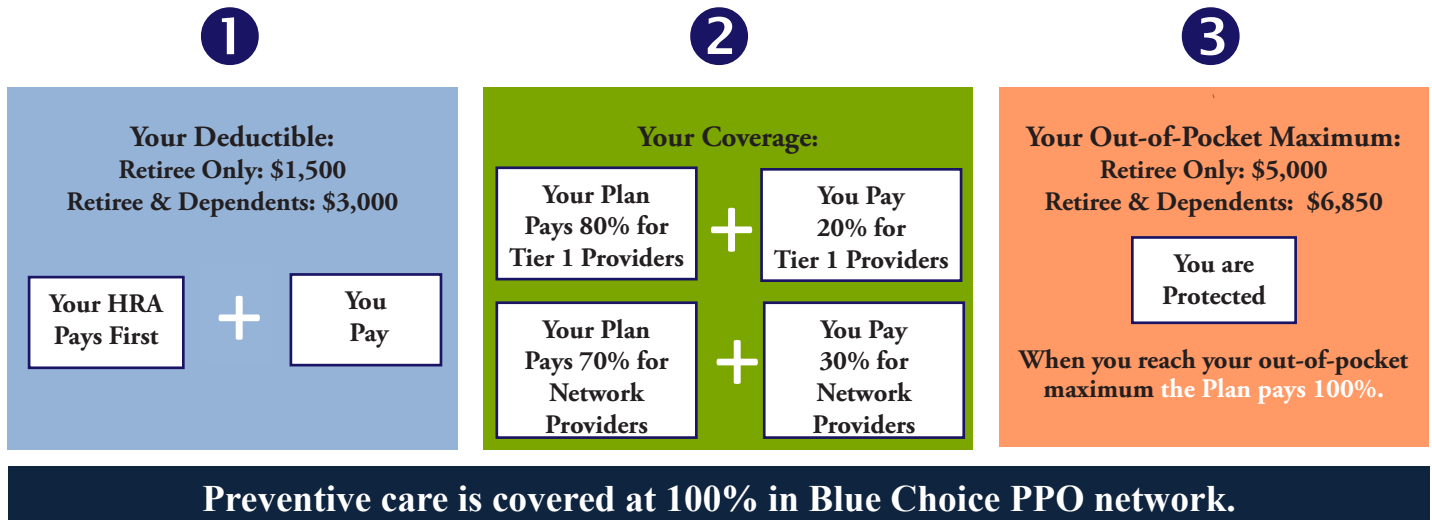 1
2
3
Your Deductible:
Retiree Only: $1,500
Retiree & Dependents: $3,000
Your HRA
Pays First
+
You
Pay
Your Coverage:
Your Plan
Pays 80% for
Tier 1 Providers
+
You Pay
20% for
Tier 1 Providers
Your Plan
Pays 70% for
Network
Providers
+
You Pay
30% for
Network
Providers
Your Out-of-Pocket Maximum:
Retiree Only: $5,000
Retiree & Dependents: $6,850
You are
Protected
When you reach your out-of-pocket
maximum the Plan pays 100%.
Preventive care is covered at 100% in Blue Choice PPO network.